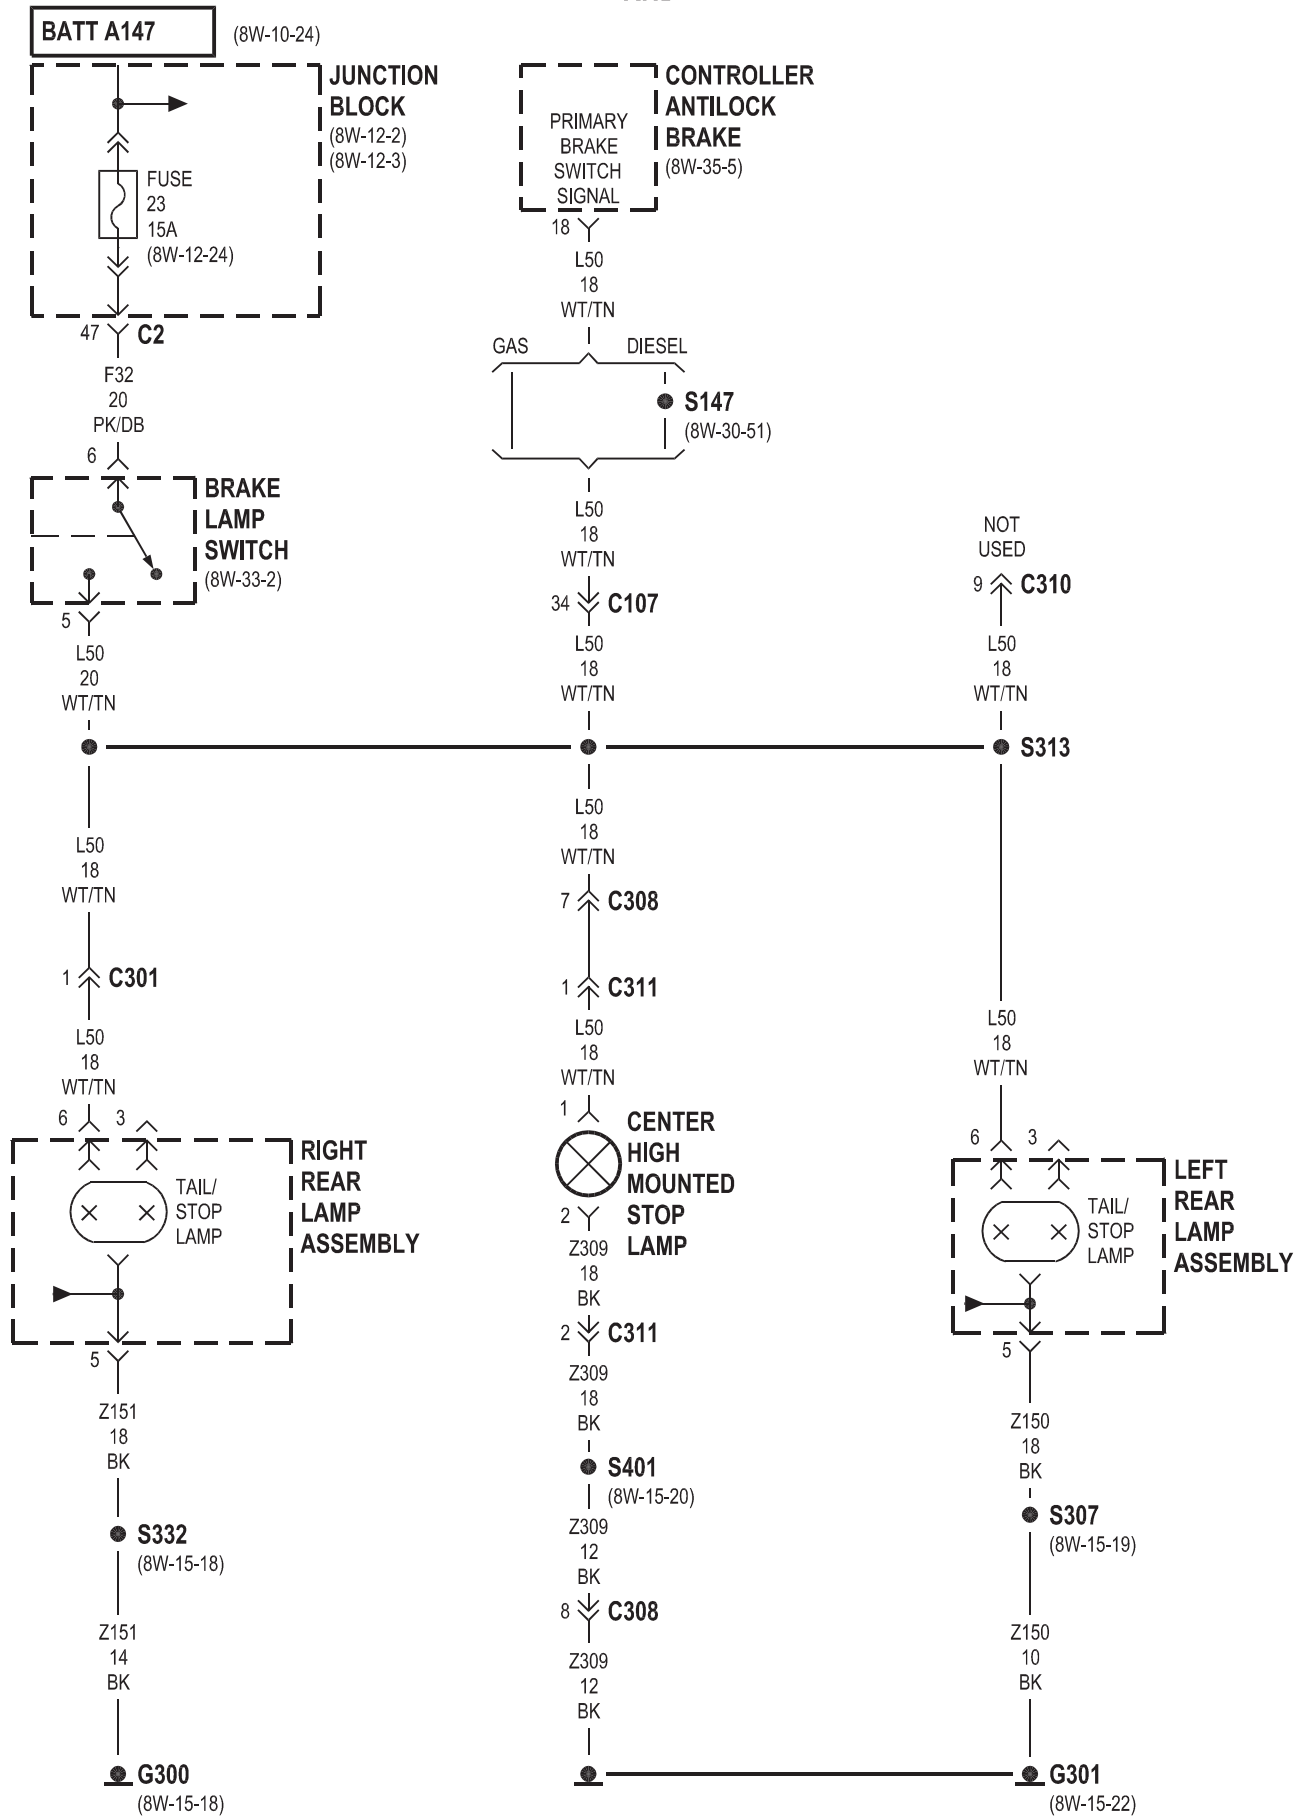 BATT A147
(8W-10-24)
JUNCTION
BLOCK
(8W-12-2)
(8W-12-3)
FUSE
23
15A
(8W-12-24)
47
C2
F32
20
PK/DB
6
BRAKE
LAMP
SWITCH
(8W-33-2)
5
L50
20
WT/TN
L50
18
WT/TN
1
C301
L50
18
WT/TN
6
3
RIGHT
REAR
LAMP
ASSEMBLY
TAIL/
STOP
LAMP
5
Z151
18
BK
S332
(8W-15-18)
Z151
14
BK
G300
(8W-15-18)
CONTROLLER
ANTILOCK
BRAKE
(8W-35-5)
PRIMARY
BRAKE
SWITCH
SIGNAL
18
L50
18
WT/TN
GAS
DIESEL
S147
(8W-30-51)
L50
18
WT/TN
34
C107
L50
18
WT/TN
L50
18
WT/TN
7
C308
1
C311
L50
18
WT/TN
1
CENTER
HIGH
MOUNTED
STOP
LAMP
2
Z309
18
BK
2
C311
Z309
18
BK
S401
(8W-15-20)
Z309
12
BK
8
C308
Z309
12
BK
NOT
USED
9
C310
L50
18
WT/TN
S313
L50
18
WT/TN
6
3
LEFT
REAR
LAMP
ASSEMBLY
TAIL/
STOP
LAMP
5
Z150
18
BK
S307
(8W-15-19)
Z150
10
BK
G301
(8W-15-22)